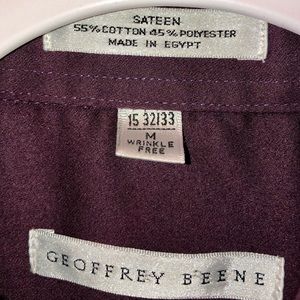 SATEEN
55% COTTON 45% POLYESTER
MADE IN EGYPT
15 32/33
M
WRINKLE
FREE
GEOFFREY BEENE